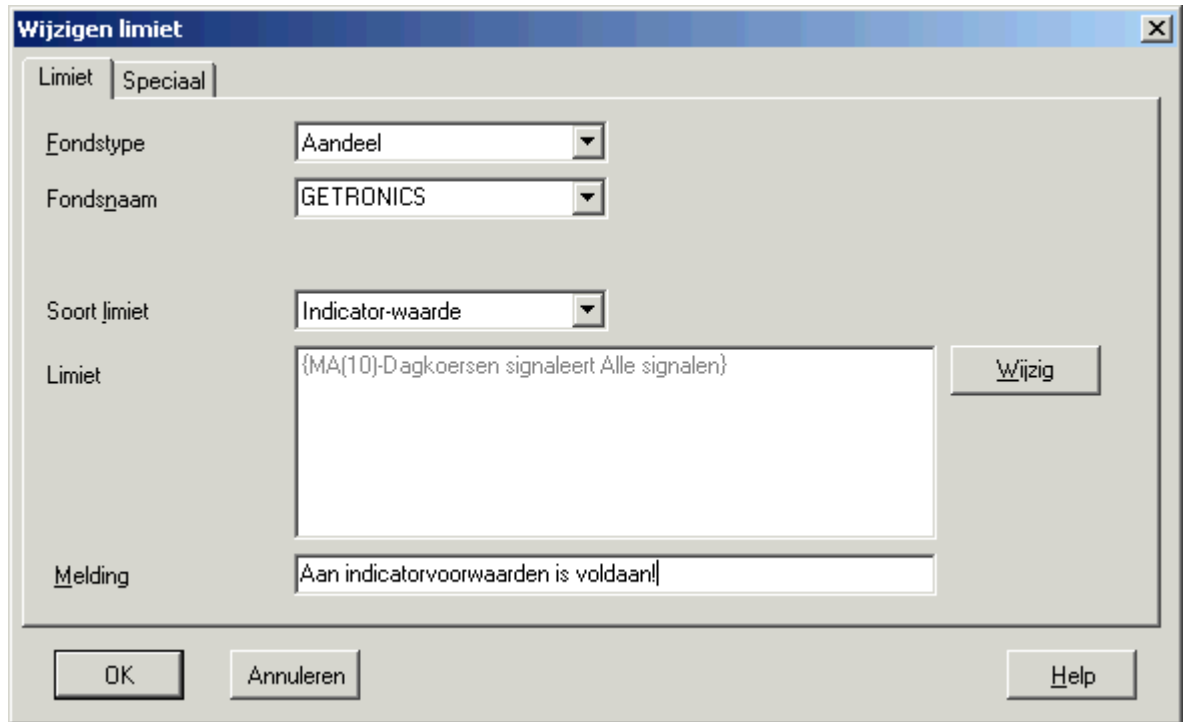 Wijzigen limiet
Limiet Speciaal
Fondstype Aandeel
Fondsnaam GETRONICS
Soort limiet Indicator-waarde
Limiet {MA(10)-Dagkoersen signaleert Alle signalen} Wijzig
Melding Aan indicatorvoorwaarden is voldaan!
OK Annuleren Help